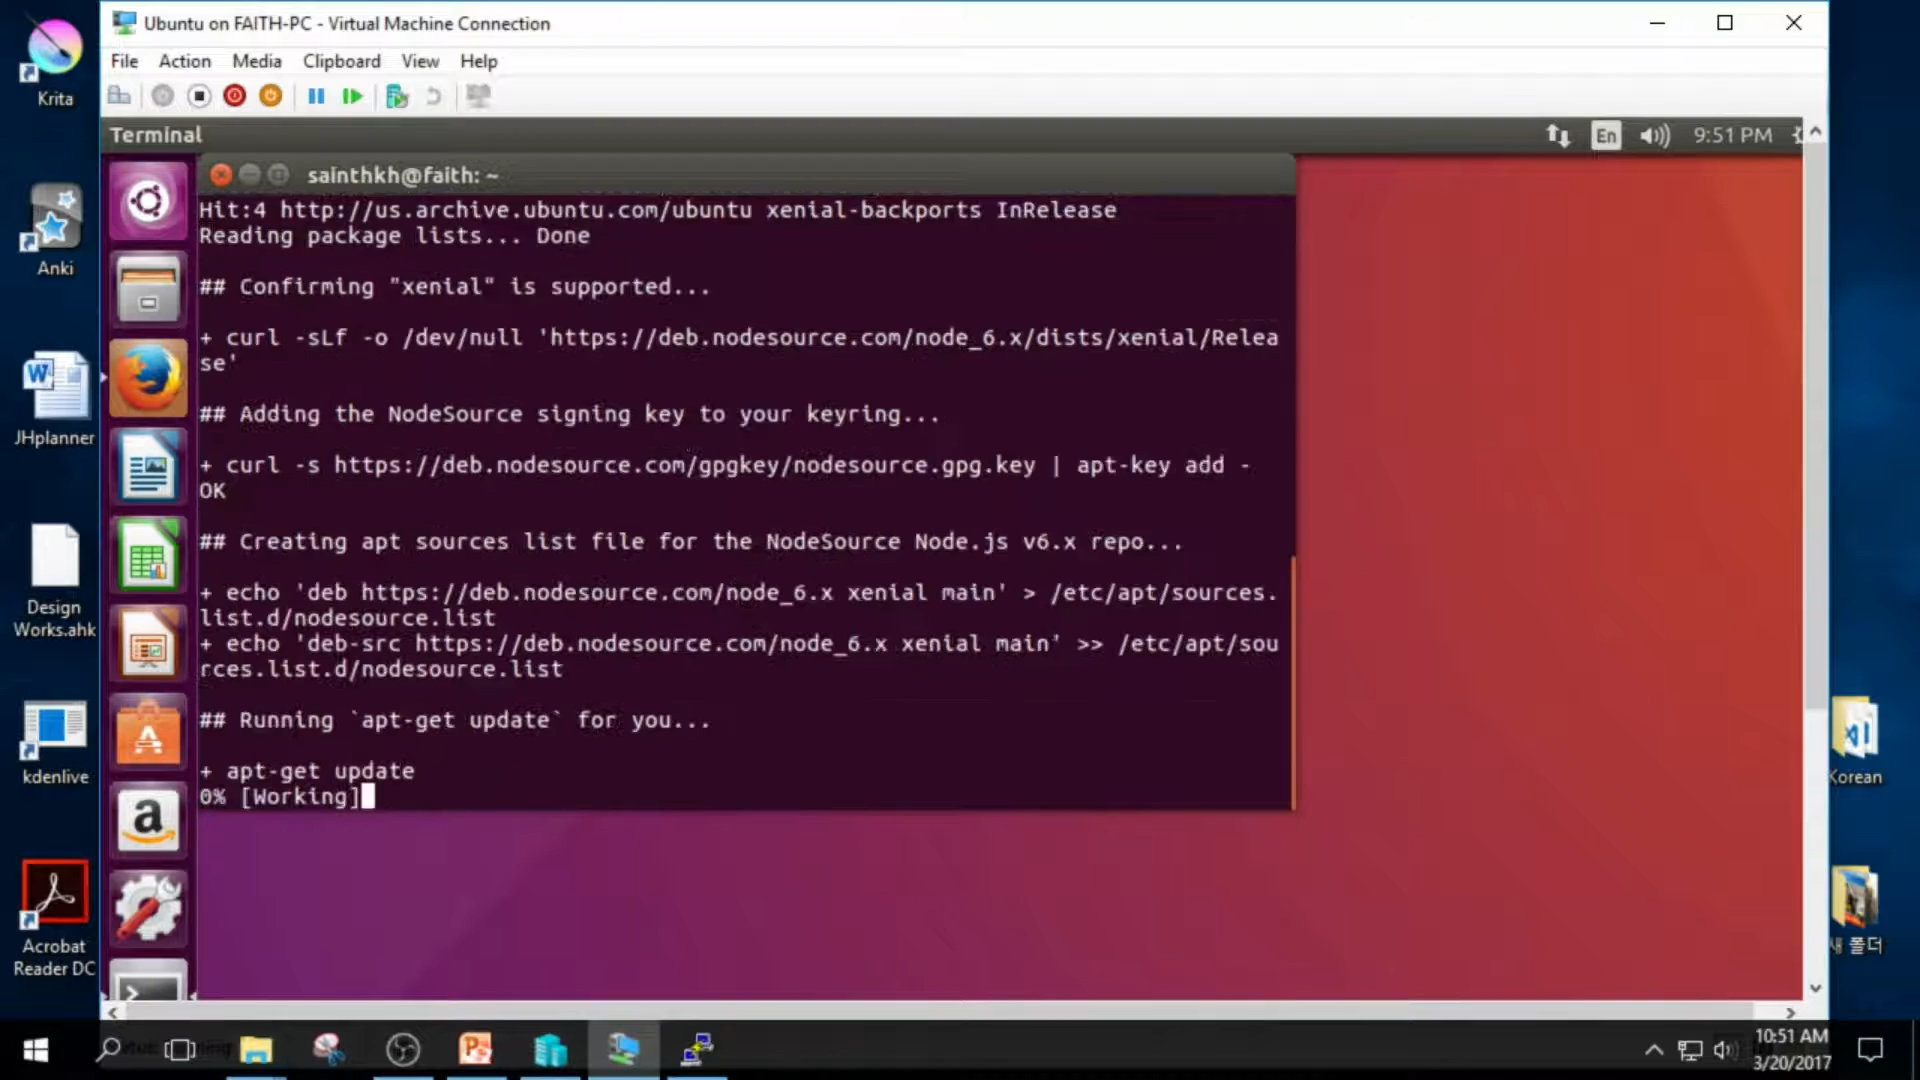 Ubuntu on FAITH-PC - Virtual Machine Connection
File Action Media Clipboard View Help
Terminal
En
9:51 PM
sainthkh@faith: ~
Hit:4 http://us.archive.ubuntu.com/ubuntu xenial-backports InRelease
Reading package lists... Done
## Confirming "xenial" is supported...
+ curl -sLf -o /dev/null 'https://deb.nodesource.com/node_6.x/dists/xenial/Relea
se'
## Adding the NodeSource signing key to your keyring...
+ curl -s https://deb.nodesource.com/gpgkey/nodesource.gpg.key | apt-key add -
OK
## Creating apt sources list file for the NodeSource Node.js v6.x repo...
+ echo 'deb https://deb.nodesource.com/node_6.x xenial main' > /etc/apt/sources.
list.d/nodesource.list
+ echo 'deb-src https://deb.nodesource.com/node_6.x xenial main' >> /etc/apt/sou
rces.list.d/nodesource.list
## Running `apt-get update` for you...
+ apt-get update
0% [Working]
Krita
Anki
JHplanner
Design
Works.ahk
kdenlive
Acrobat
Reader DC
Korean
폴더
10:51 AM
3/20/2017